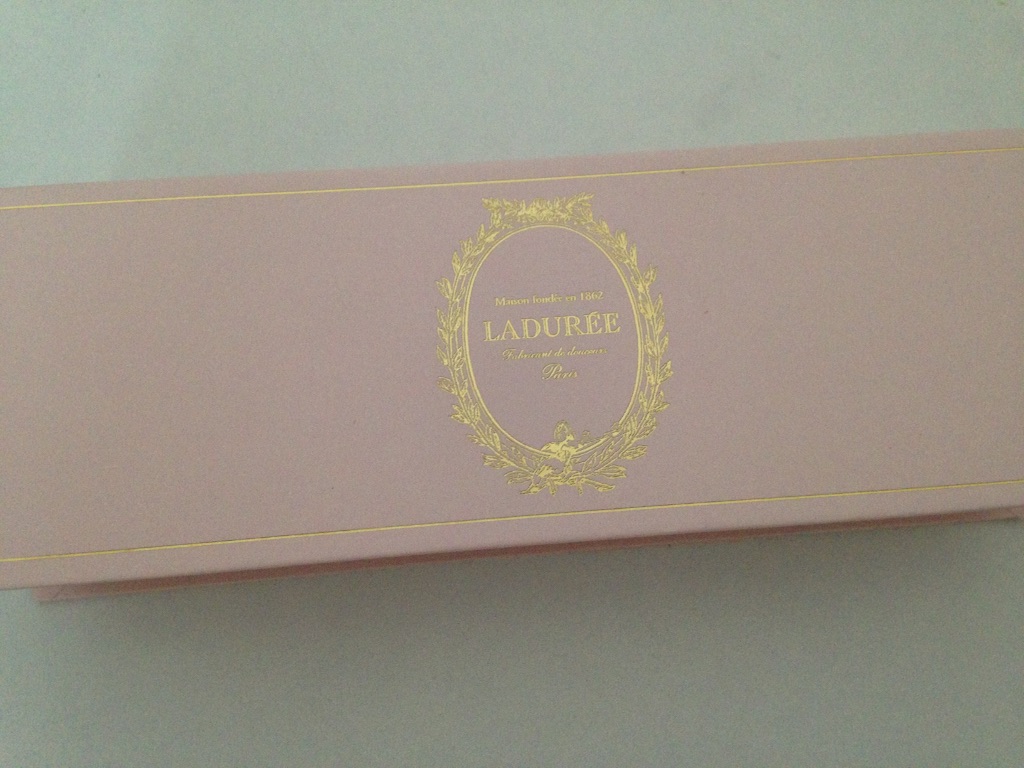 Maison fondée en 1862
LADURÉE
Fabricant de douceurs
Paris